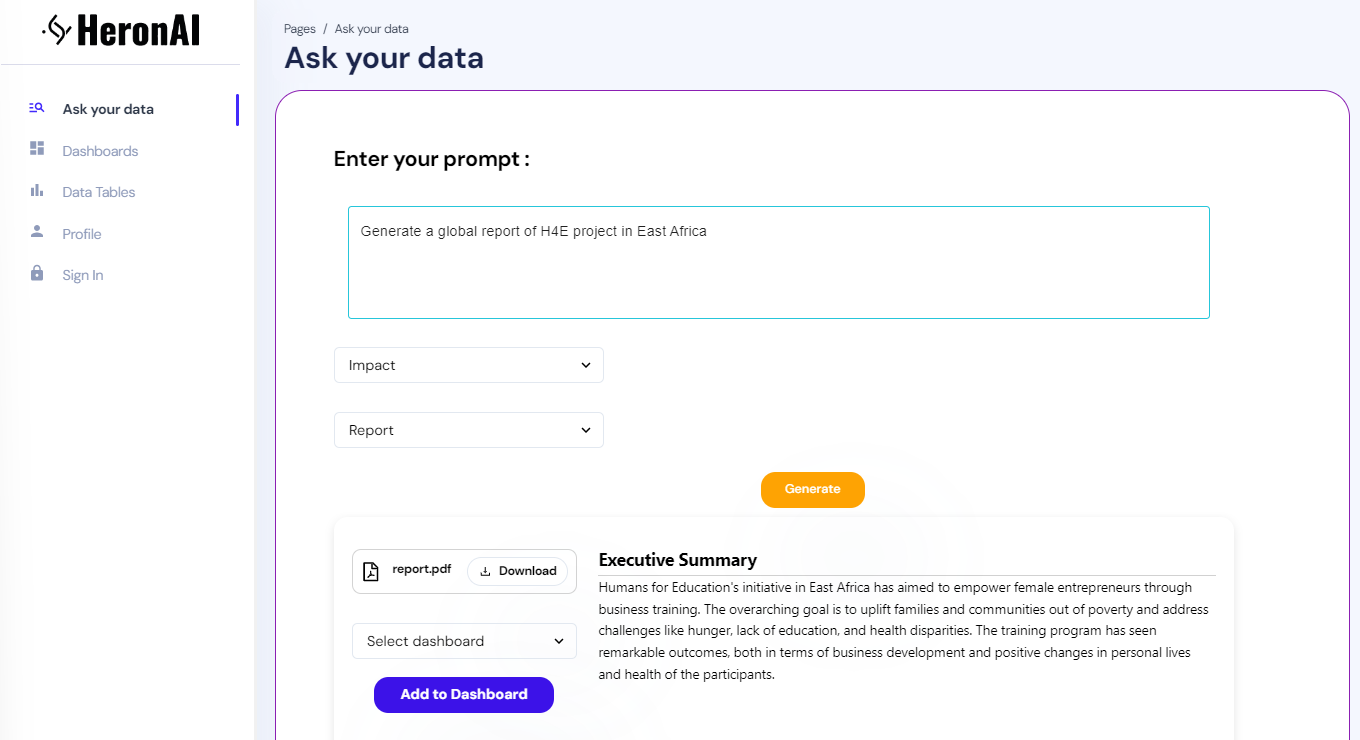 HeronAI
Ask your data
Dashboards
Data Tables
Profile
Sign In
Pages / Ask your data
Ask your data
Enter your prompt :
Generate a global report of H4E project in East Africa
Impact
Report
Generate
report.pdf
Download
Select dashboard
Add to Dashboard
Executive Summary
Humans for Education's initiative in East Africa has aimed to empower female entrepreneurs through
business training. The overarching goal is to uplift families and communities out of poverty and address
challenges like hunger, lack of education, and health disparities. The training program has seen
remarkable outcomes, both in terms of business development and positive changes in personal lives
and health of the participants.